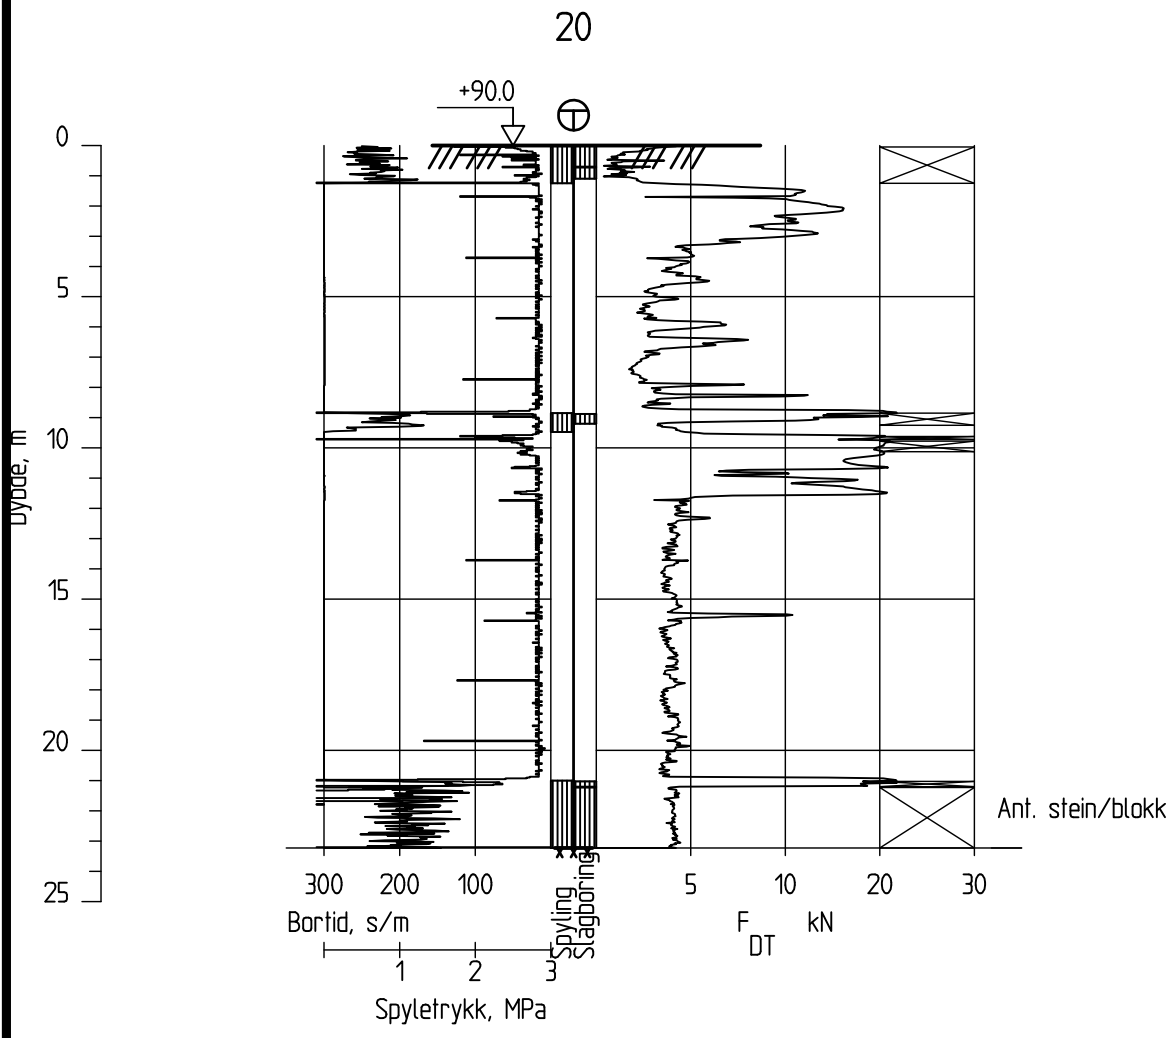 20
+90.0
0
5
10
15
20
25
Dybde, m
Ant. stein/blokk
300 200 100 5 10 20 30
Spyling
Slagboring
Bortid, s/m
F DT kN
1 2 3
Spyletrykk, MPa